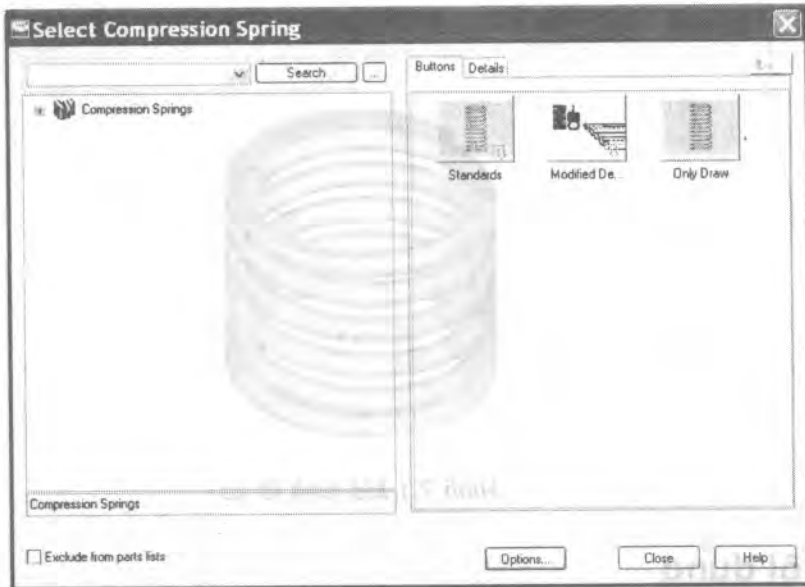 Select Compression Spring
Search ...
Buttons Details
Compression Springs
Standards Modified De... Only Draw
Compression Springs
Exclude from parts lists
Options... Close Help